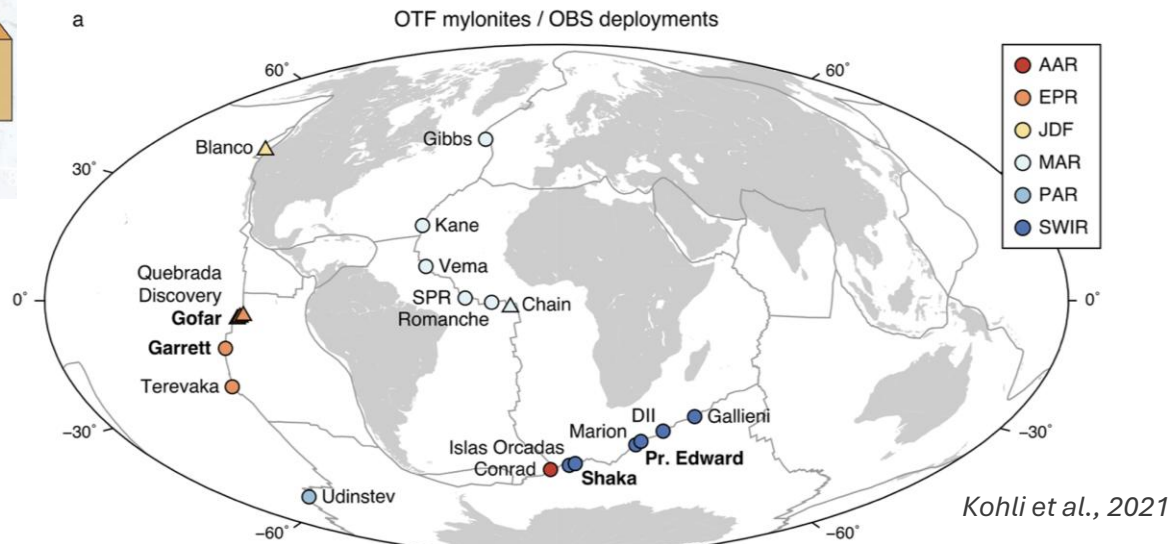 a
OTF mylonites / OBS deployments
60°
60°
AAR
EPR
JDF
MAR
PAR
SWIR
Blanco
Gibbs
30°
Kane
Vema
Quebrada
Discovery
Gofar
SPR
Romanche
Chain
0°
0°
Garrett
Terevaka
DII
Gallieni
Marion
Pr. Edward
−30°
−30°
Islas Orcadas
Conrad
Shaka
Udinstev
−60°
−60°
Kohli et al., 2021